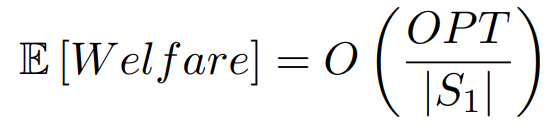 𝔼 [Welfare] = O ( OPT / |S₁| )